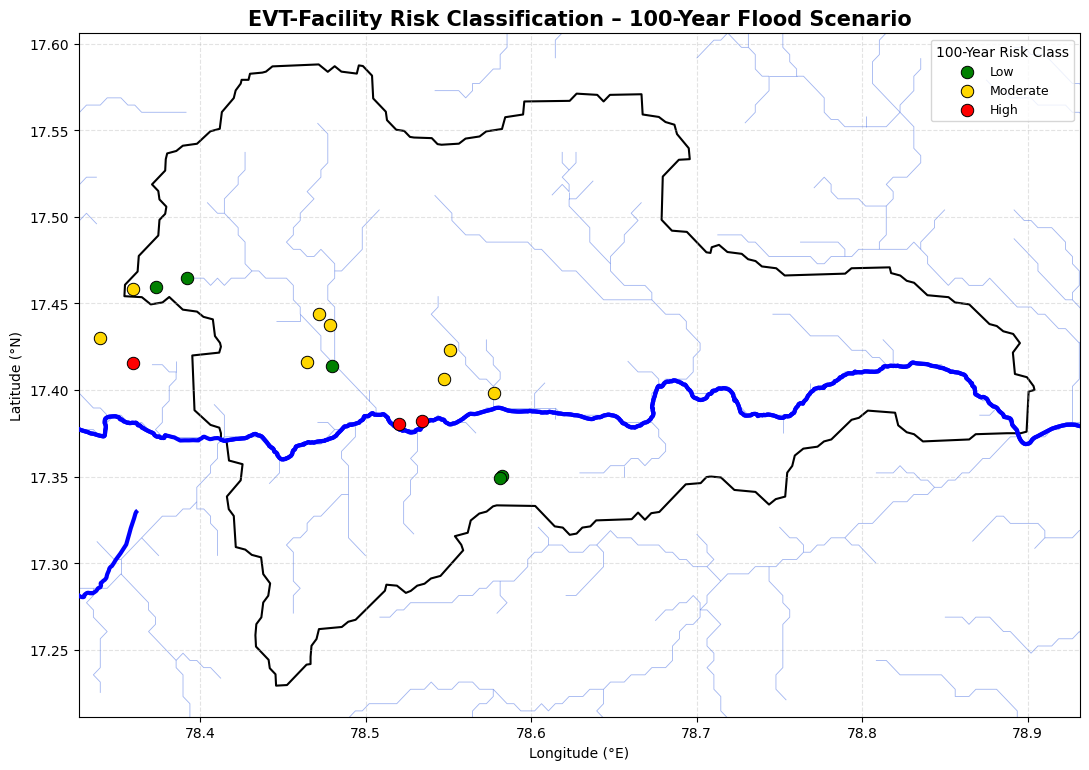 EVT-Facility Risk Classification – 100-Year Flood Scenario
100-Year Risk Class
Low
Moderate
High
17.60
17.55
17.50
17.45
17.40
17.35
17.30
17.25
Latitude (°N)
78.4 78.5 78.6 78.7 78.8 78.9
Longitude (°E)